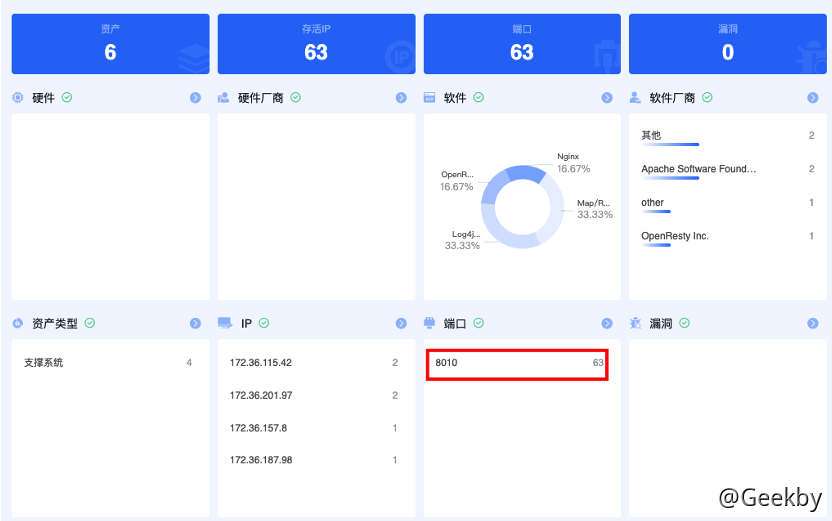 资产
6
存活IP
63
端口
63
漏洞
0
硬件
硬件厂商
软件
软件厂商
Nginx
16.67%
OpenR...
16.67%
Map/R...
33.33%
Log4j...
33.33%
其他 2
Apache Software Found... 2
other 1
OpenResty Inc. 1
资产类型
IP
端口
漏洞
支撑系统 4
172.36.115.42 2
172.36.201.97 2
172.36.157.8 1
172.36.187.98 1
8010 63
@Geekby